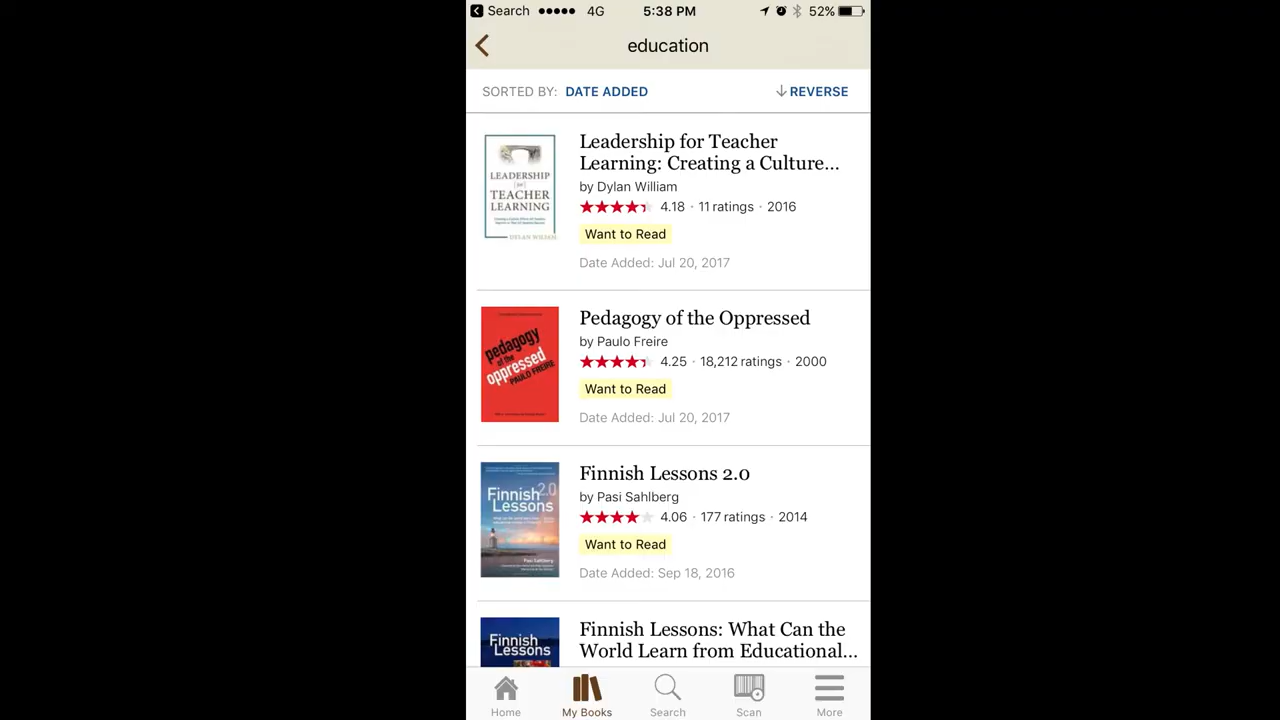 Search 4G 5:38 PM 52%
education
SORTED BY: DATE ADDED REVERSE
LEADERSHIP
for
TEACHER
LEARNING
DYLAN WILIAM
Leadership for Teacher
Learning: Creating a Culture...
by Dylan William
4.18 · 11 ratings · 2016
Want to Read
Date Added: Jul 20, 2017
pedagogy
of the
oppressed
PAULO FREIRE
Pedagogy of the Oppressed
by Paulo Freire
4.25 · 18,212 ratings · 2000
Want to Read
Date Added: Jul 20, 2017
Finnish 2.0
Lessons
Pasi Sahlberg
Finnish Lessons 2.0
by Pasi Sahlberg
4.06 · 177 ratings · 2014
Want to Read
Date Added: Sep 18, 2016
Finnish
Lessons
Finnish Lessons: What Can the
World Learn from Educational...
Home My Books Search Scan More